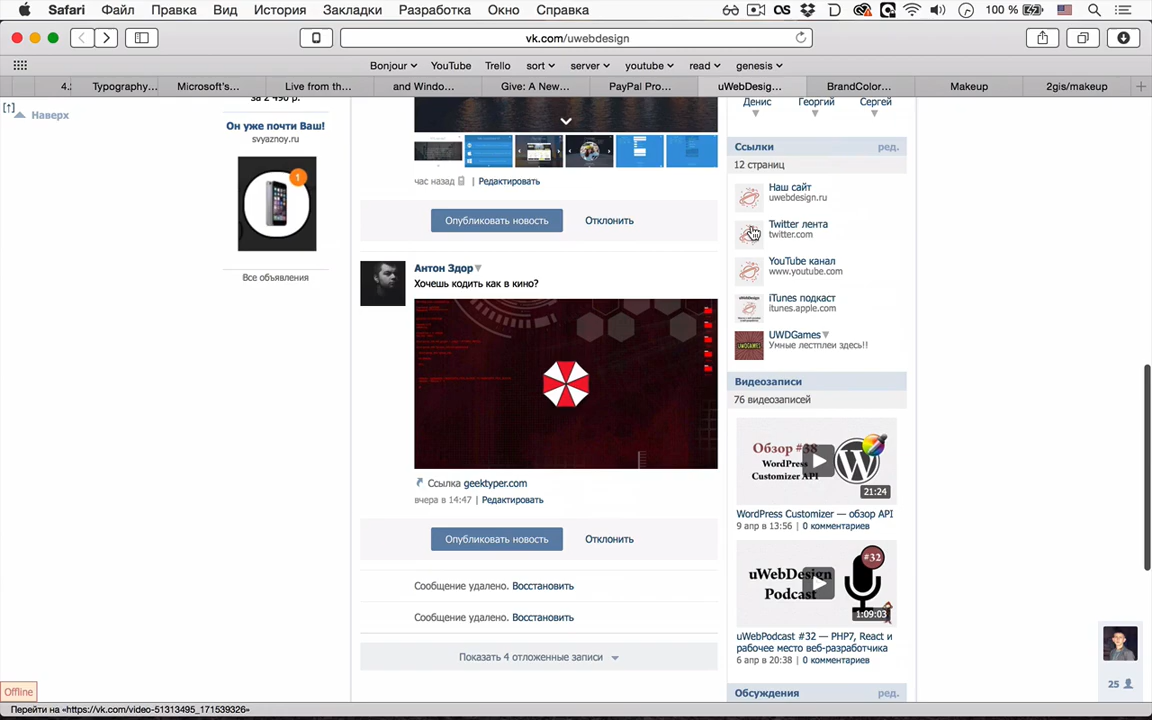 Safari Файл Правка Вид История Закладки Разработка Окно Справка 100 %
vk.com/uwebdesign
Bonjour YouTube Trello sort server youtube read genesis
4. Typography… Microsoft's… Live from th… and Windo… Give: A New… PayPal Pro… uWebDesig… BrandColor… Makeup 2gis/makeup
[↑] Наверх
за 2 490 р.
Он уже почти Ваш!
svyaznoy.ru
1
Все объявления
час назад | Редактировать
Опубликовать новость Отклонить
Антон Здор
Хочешь кодить как в кино?
Ссылка geektyper.com
вчера в 14:47 | Редактировать
Опубликовать новость Отклонить
Сообщение удалено. Восстановить
Сообщение удалено. Восстановить
Показать 4 отложенные записи
Денис Георгий Сергей
Ссылки ред.
12 страниц
Наш сайт
uwebdesign.ru
Twitter лента
twitter.com
YouTube канал
www.youtube.com
iTunes подкаст
itunes.apple.com
UWDGames
Умные лестплеи здесь!!
Видеозаписи
76 видеозаписей
Обзор #38
WordPress
Customizer API
21:24
WordPress Customizer — обзор API
9 апр в 13:56 | 0 комментариев
#32
uWebDesign
Podcast
1:09:03
uWebPodcast #32 — PHP7, React и
рабочее место веб-разработчика
6 апр в 20:38 | 0 комментариев
Обсуждения ред.
25
Offline
Перейти на «https://vk.com/video-51313495_171539326»